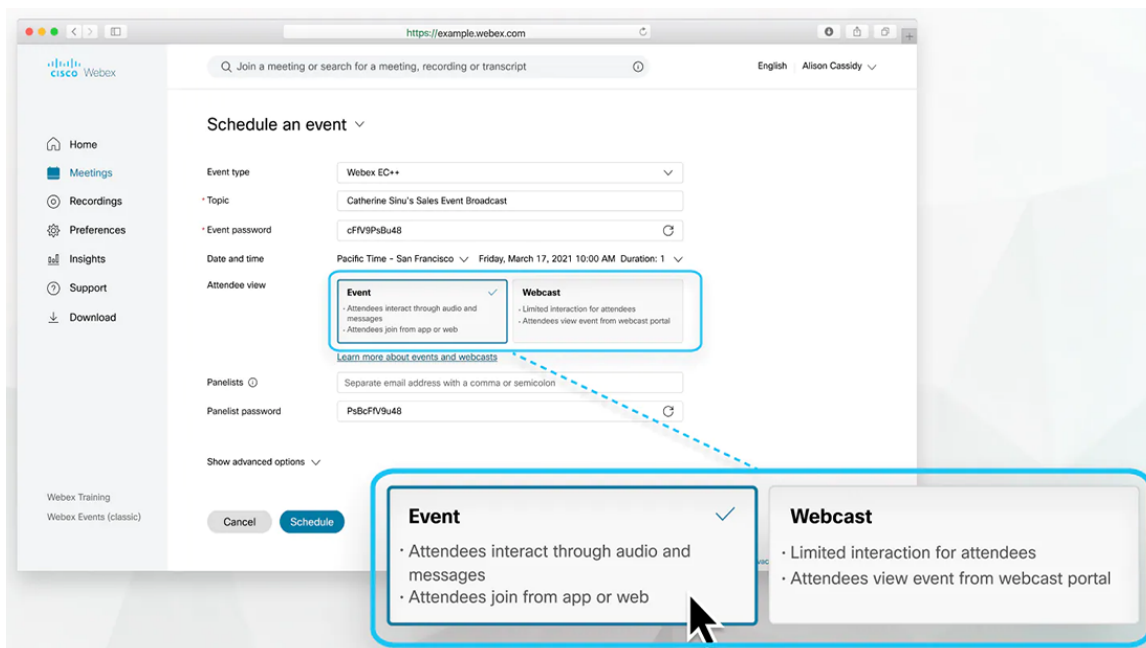 https://example.webex.com
CISCO Webex
Join a meeting or search for a meeting, recording or transcript
English
Alison Cassidy
Schedule an event
Home
Meetings
Recordings
Preferences
Insights
Support
Download
Webex Training
Webex Events (classic)
Event type
Webex EC++
* Topic
Catherine Sinu's Sales Event Broadcast
* Event password
cFfV9PsBu48
Date and time
Pacific Time - San Francisco
Friday, March 17, 2021 10:00 AM
Duration: 1
Attendee view
Event
· Attendees interact through audio and
messages
- Attendees join from app or web
Webcast
- Limited interaction for attendees
- Attendees view event from webcast portal
Learn more about events and webcasts
Panelists
Separate email address with a comma or semicolon
Panelist password
PsBcFfV9u48
Show advanced options
Cancel
Schedule
Event
· Attendees interact through audio and
messages
· Attendees join from app or web
Webcast
· Limited interaction for attendees
· Attendees view event from webcast portal